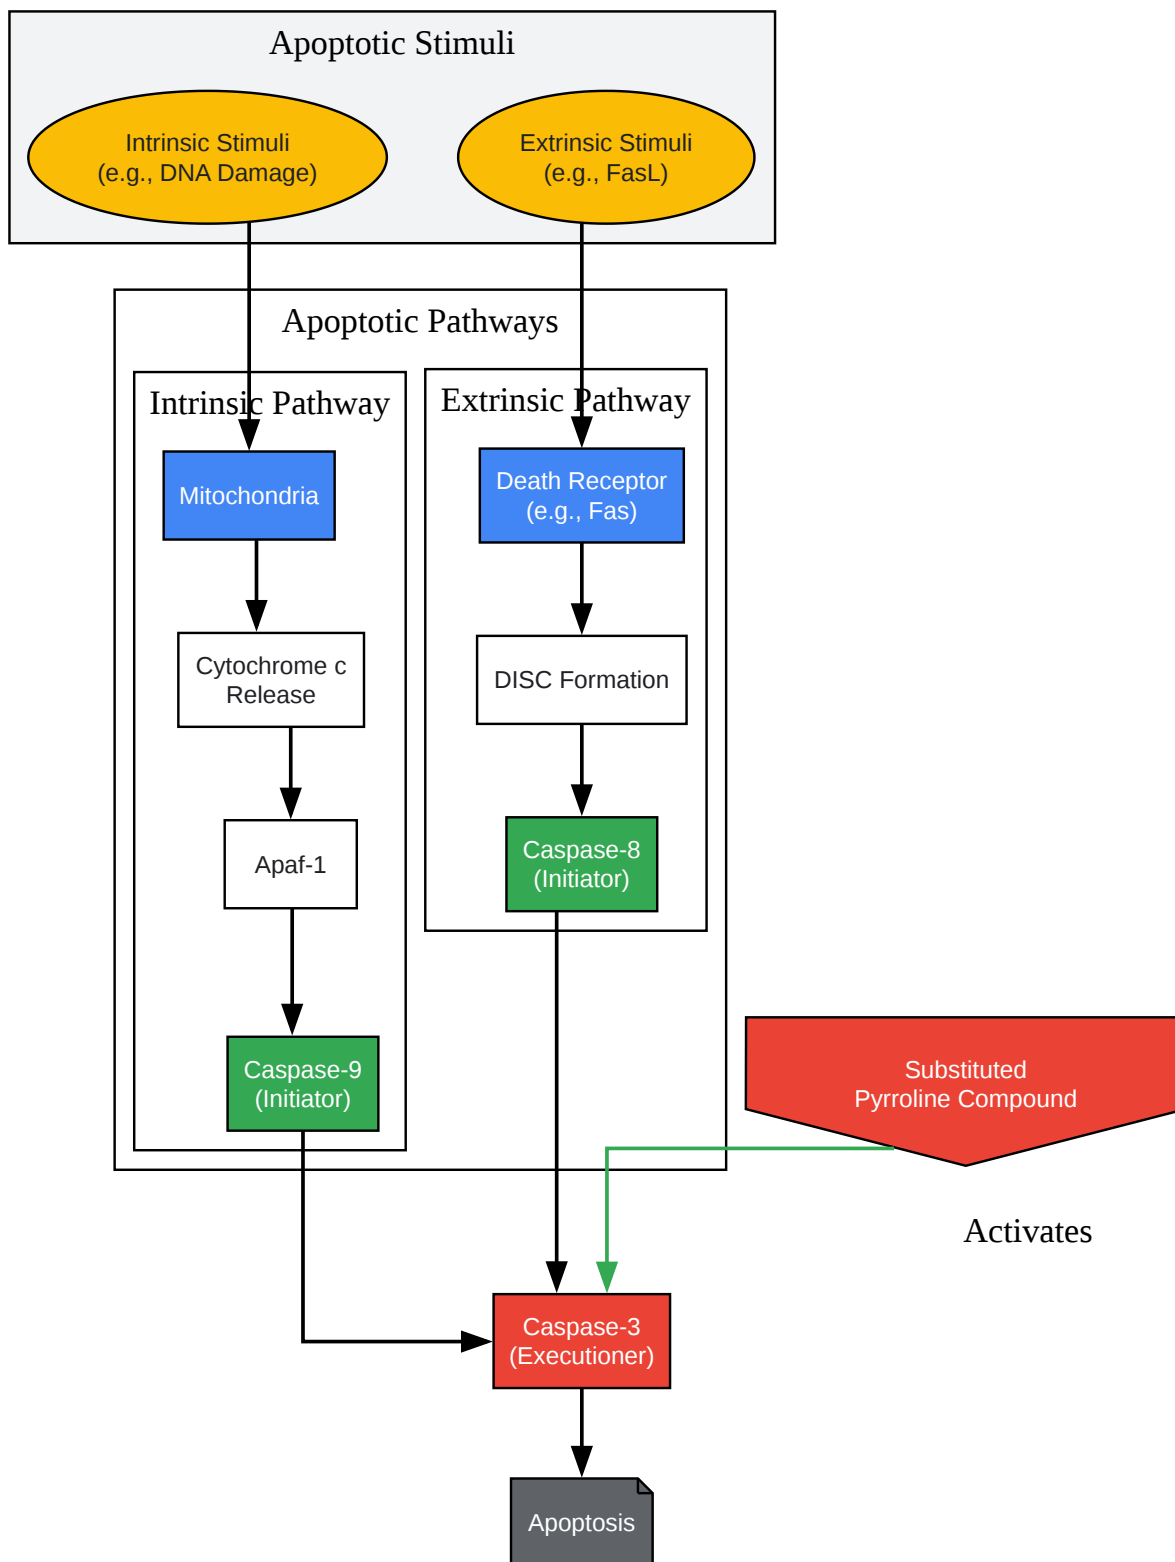 Apoptotic Stimuli
Intrinsic Stimuli
(e.g., DNA Damage)
Extrinsic Stimuli
(e.g., FasL)
Apoptotic Pathways
Intrinsic Pathway
Extrinsic Pathway
Mitochondria
Death Receptor
(e.g., Fas)
Cytochrome c
Release
DISC Formation
Apaf-1
Caspase-8
(Initiator)
Caspase-9
(Initiator)
Substituted
Pyrroline Compound
Activates
Caspase-3
(Executioner)
Apoptosis